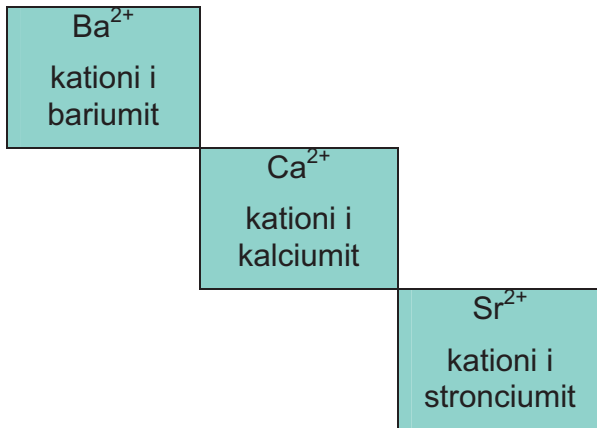 Ba²⁺
kationi i
bariumit
Ca²⁺
kationi i
kalciumit
Sr²⁺
kationi i
stronciumit